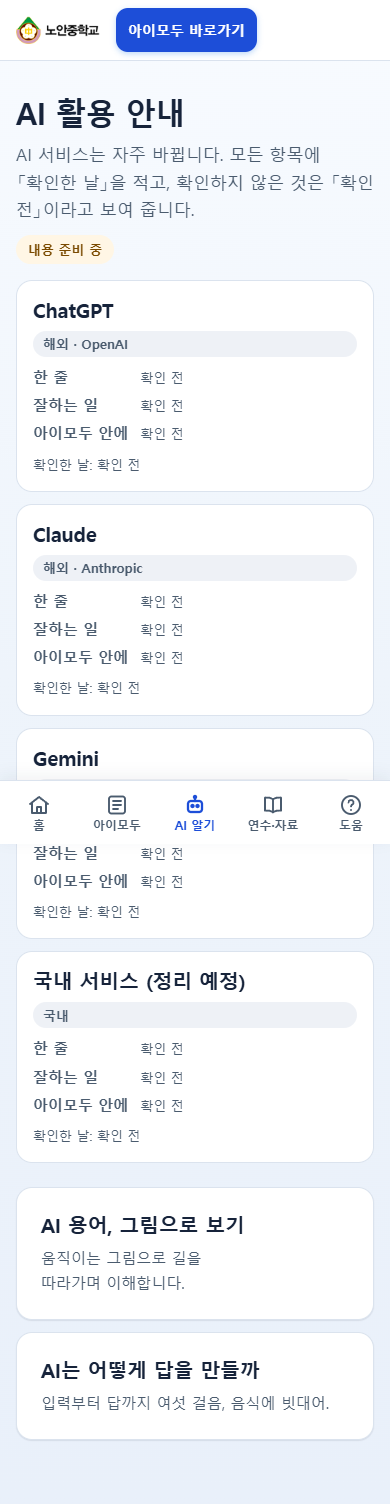 노안중학교
아이모두 바로가기
AI 활용 안내
AI 서비스는 자주 바뀝니다. 모든 항목에
「확인한 날」을 적고, 확인하지 않은 것은 「확인
전」이라고 보여 줍니다.
내용 준비 중
ChatGPT
해외 · OpenAI
한 줄 확인 전
잘하는 일 확인 전
아이모두 안에 확인 전
확인한 날: 확인 전
Claude
해외 · Anthropic
한 줄 확인 전
잘하는 일 확인 전
아이모두 안에 확인 전
확인한 날: 확인 전
Gemini
홈 아이모두 AI 알기 연수·자료 도움
잘하는 일 확인 전
아이모두 안에 확인 전
확인한 날: 확인 전
국내 서비스 (정리 예정)
국내
한 줄 확인 전
잘하는 일 확인 전
아이모두 안에 확인 전
확인한 날: 확인 전
AI 용어, 그림으로 보기
움직이는 그림으로 길을
따라가며 이해합니다.
AI는 어떻게 답을 만들까
입력부터 답까지 여섯 걸음, 음식에 빗대어.